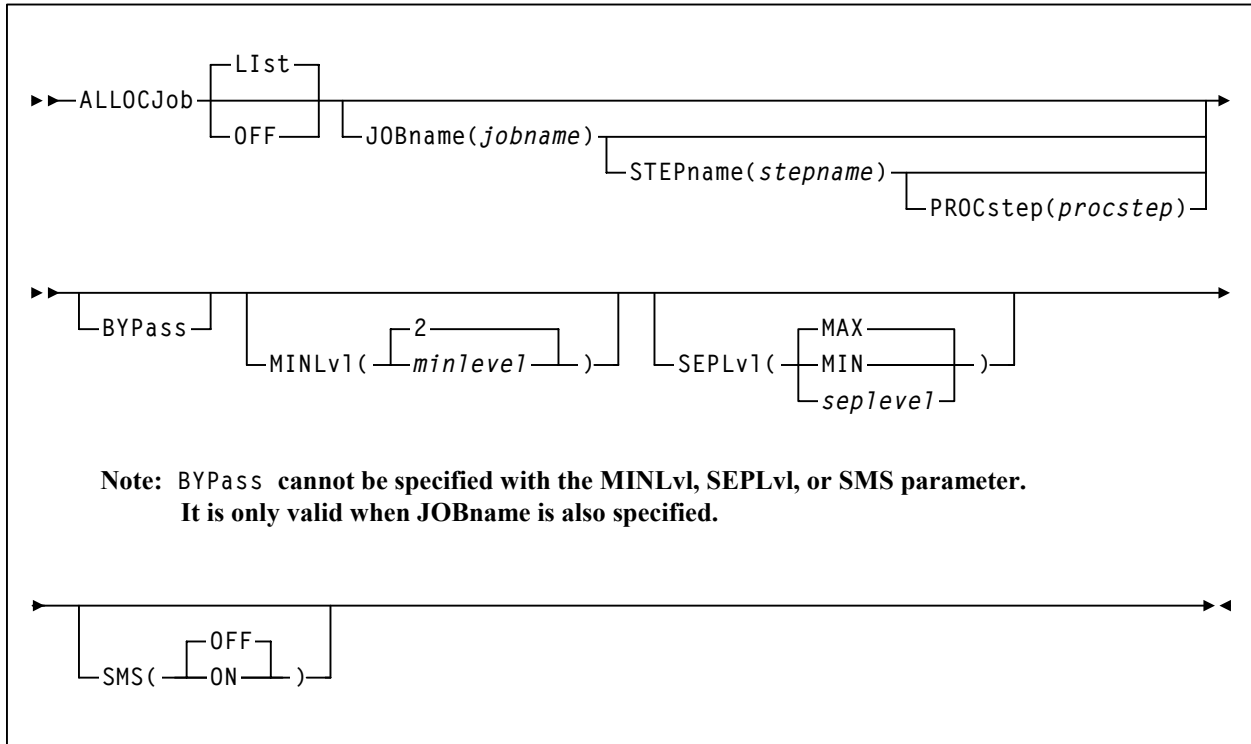 LIst
ALLOCJob
OFF
JOBname(jobname)
STEPname(stepname)
PROCstep(procstep)
BYPass
MINLvl( 2 )
minlevel
SEPLvl( MAX )
MIN
seplevel
Note: BYPass cannot be specified with the MINLvl, SEPLvl, or SMS parameter.
It is only valid when JOBname is also specified.
OFF
SMS( ON )